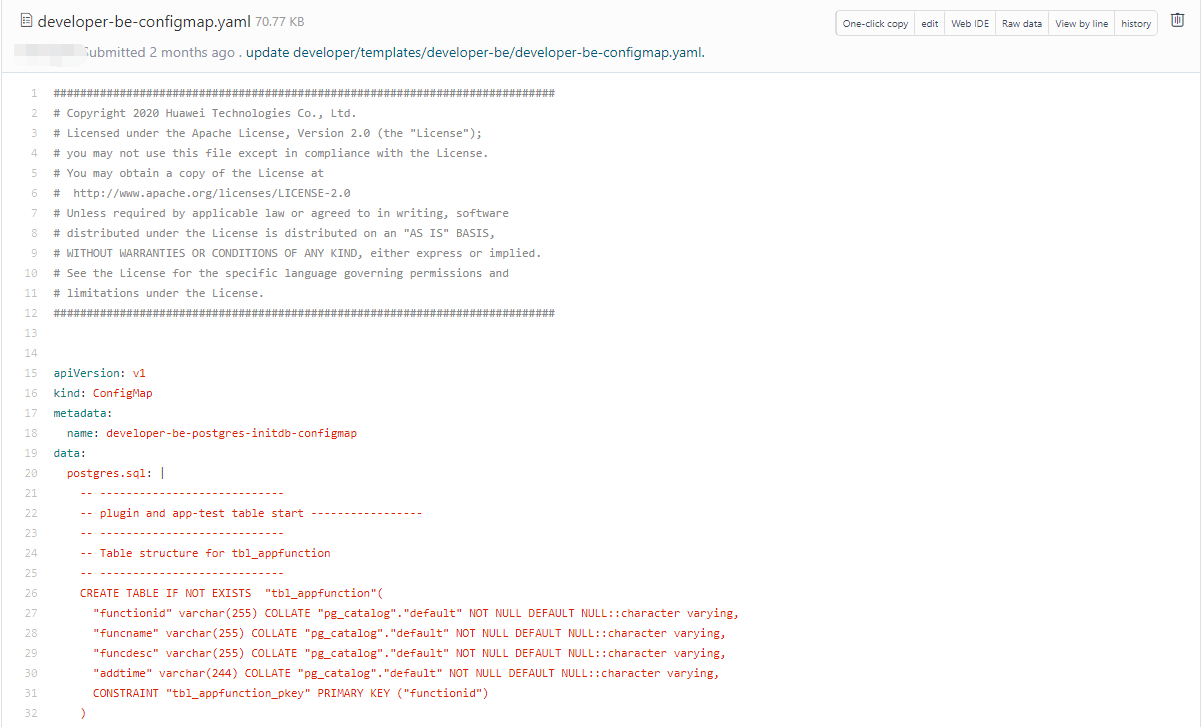 developer-be-configmap.yaml 70.77 KB
One-click copy edit Web IDE Raw data View by line history
Submitted 2 months ago . update developer/templates/developer-be/developer-be-configmap.yaml.
1 ############################################################################
2 # Copyright 2020 Huawei Technologies Co., Ltd.
3 # Licensed under the Apache License, Version 2.0 (the "License");
4 # you may not use this file except in compliance with the License.
5 # You may obtain a copy of the License at
6 #  http://www.apache.org/licenses/LICENSE-2.0
7 # Unless required by applicable law or agreed to in writing, software
8 # distributed under the License is distributed on an "AS IS" BASIS,
9 # WITHOUT WARRANTIES OR CONDITIONS OF ANY KIND, either express or implied.
10 # See the License for the specific language governing permissions and
11 # limitations under the License.
12 ############################################################################
13
14
15 apiVersion: v1
16 kind: ConfigMap
17 metadata:
18   name: developer-be-postgres-initdb-configmap
19 data:
20   postgres.sql: |
21     -- ----------------------------
22     -- plugin and app-test table start -----------------
23     -- ----------------------------
24     -- Table structure for tbl_appfunction
25     -- ----------------------------
26     CREATE TABLE IF NOT EXISTS  "tbl_appfunction"(
27       "functionid" varchar(255) COLLATE "pg_catalog"."default" NOT NULL DEFAULT NULL::character varying,
28       "funcname" varchar(255) COLLATE "pg_catalog"."default" NOT NULL DEFAULT NULL::character varying,
29       "funcdesc" varchar(255) COLLATE "pg_catalog"."default" NOT NULL DEFAULT NULL::character varying,
30       "addtime" varchar(244) COLLATE "pg_catalog"."default" NOT NULL DEFAULT NULL::character varying,
31       CONSTRAINT "tbl_appfunction_pkey" PRIMARY KEY ("functionid")
32     )